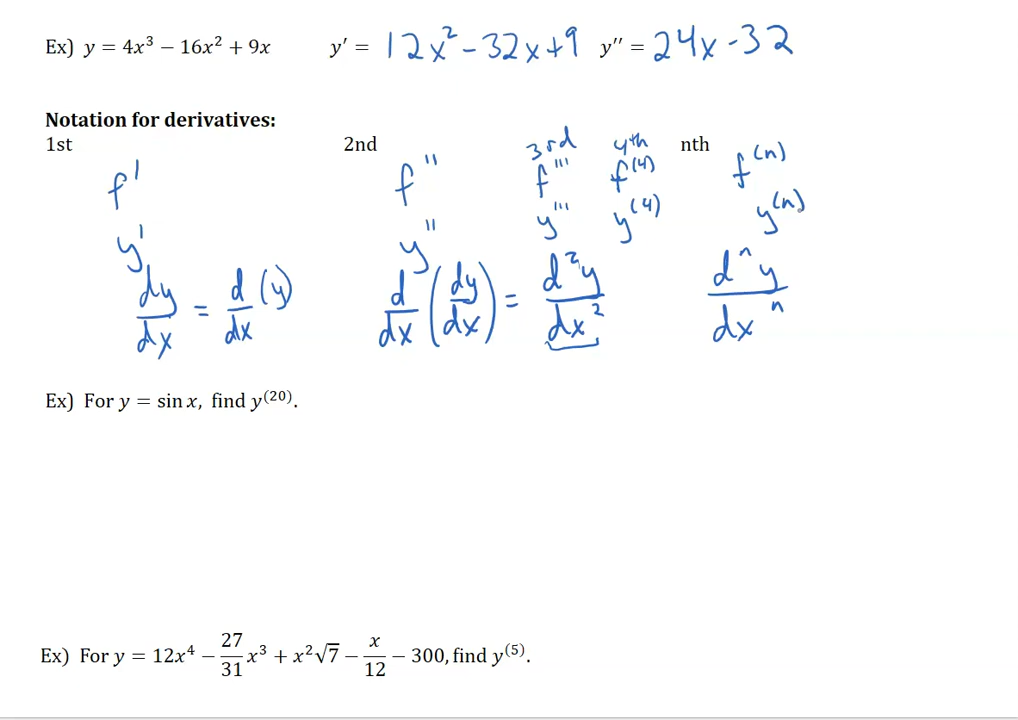 Ex) y = 4x³ − 16x² + 9x y′ = 12x² − 32x + 9 y′′ = 24x − 32
Notation for derivatives:
1st 2nd 3rd 4th nth
f′ f′′ f′′′ f⁽⁴⁾ f⁽ⁿ⁾
y′ y′′ y′′′ y⁽⁴⁾ y⁽ⁿ⁾
dy/dx = d/dx (y) d/dx (dy/dx) = d²y/dx² dⁿy/dxⁿ
Ex) For y = sin x, find y⁽²⁰⁾.
Ex) For y = 12x⁴ − 27/31 x³ + x²√7 − x/12 − 300, find y⁽⁵⁾.